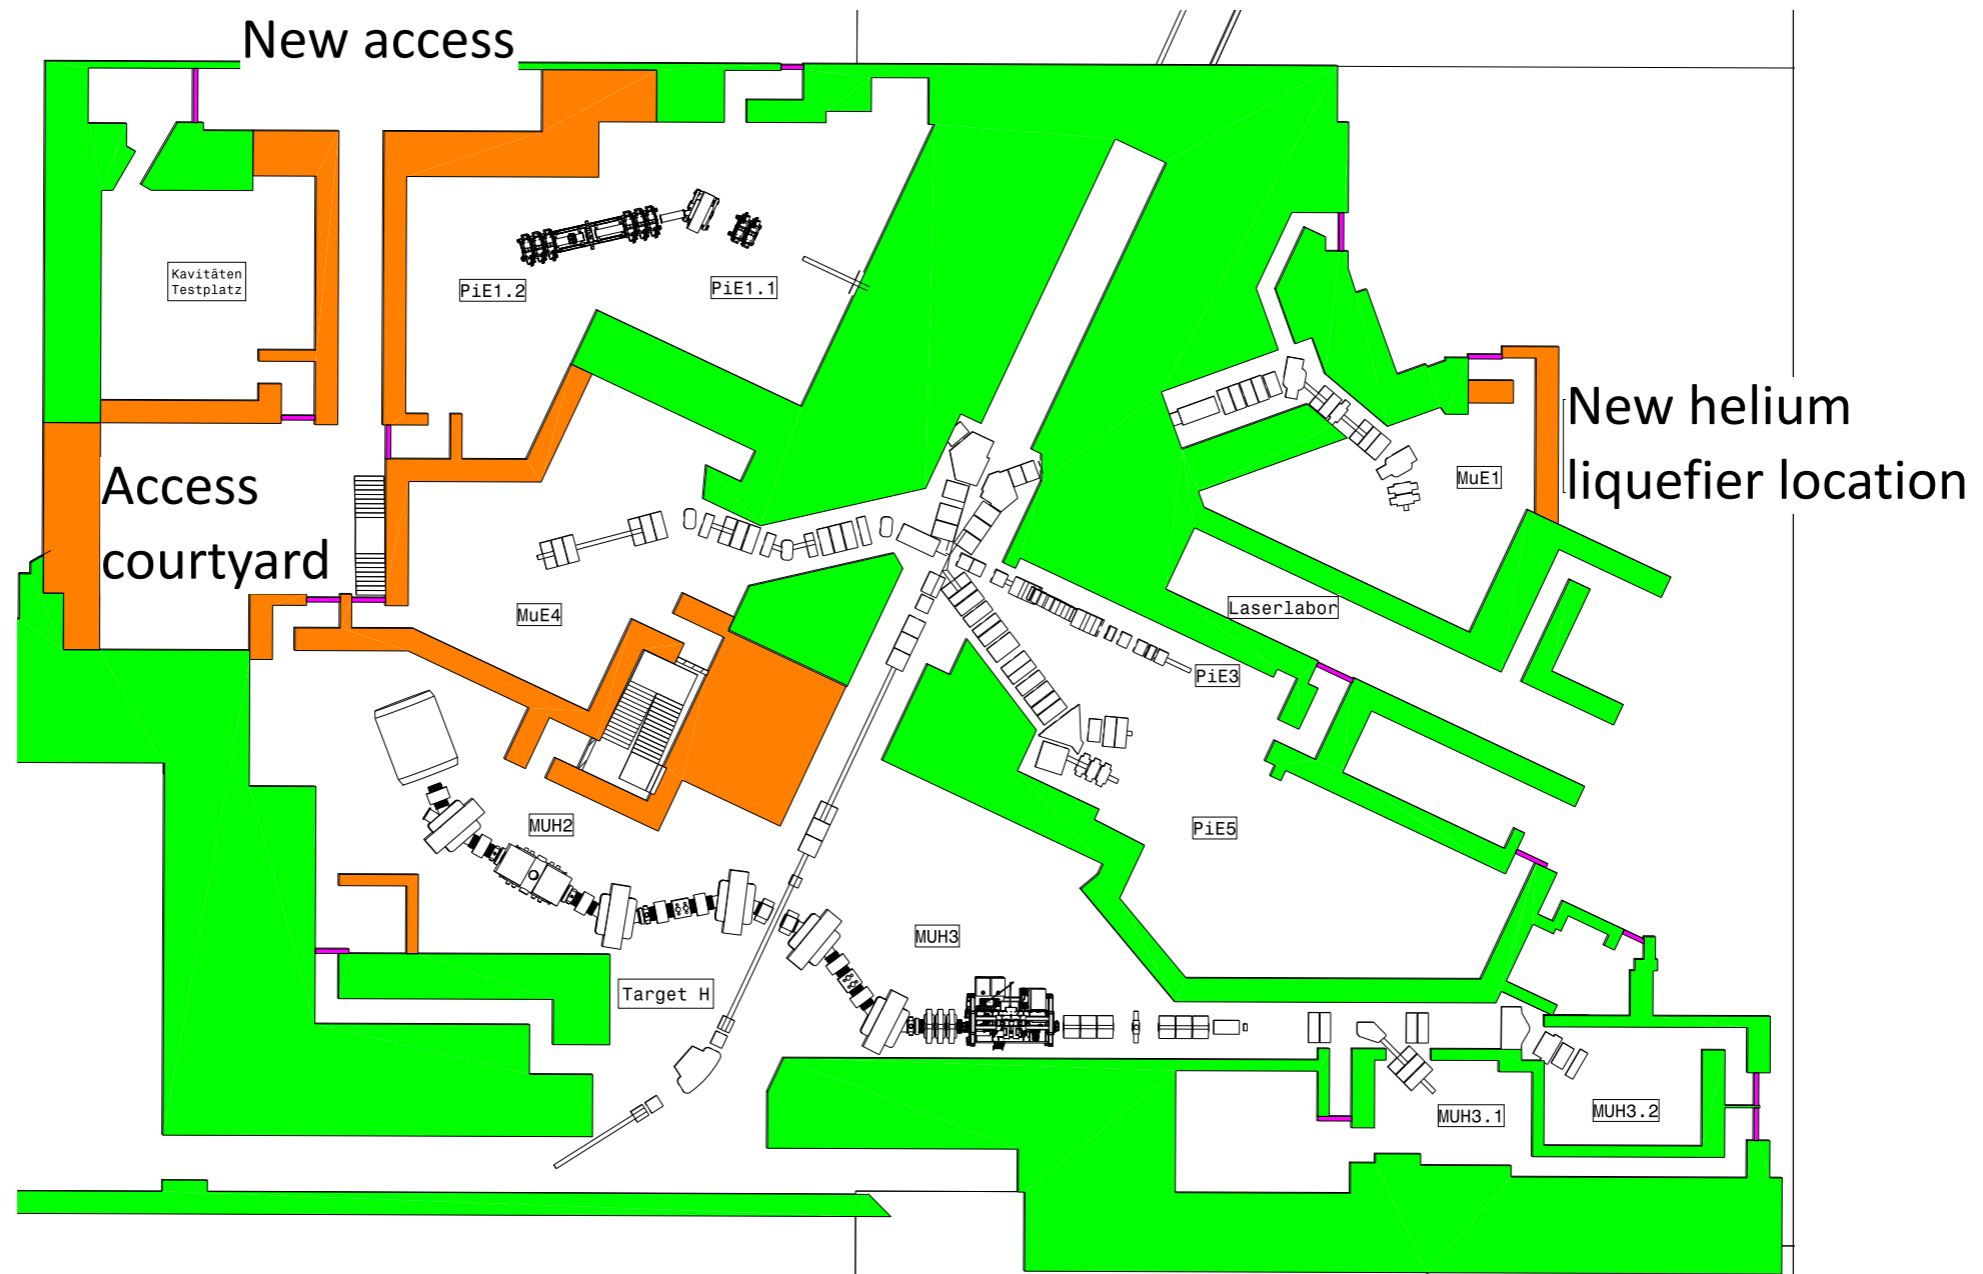 New access
Kavitäten
Testplatz
PiE1.2
PiE1.1
New helium
liquefier location
MuE1
Access
courtyard
MuE4
Laserlabor
PiE3
MUH2
PiE5
MUH3
Target H
MUH3.1
MUH3.2